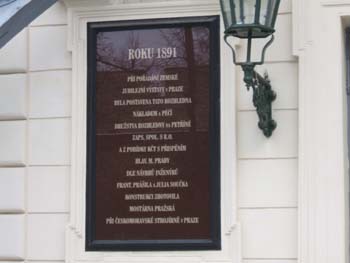 ROKU 1891
PŘI POŘÁDÁNÍ ZEMSKÉ
JUBILEJNÍ VÝSTAVY V PRAZE
BYLA POSTAVENA TATO ROZHLEDNA
NÁKLADEM A PÉČÍ
DRUŽSTVA ROZHLEDNY NA PETŘÍNĚ
ZAPS. SPOL. S R.O.
A Z PODNĚTU KČT S PŘISPĚNÍM
HLAV. M. PRAHY
DLE NÁVRHU INŽENÝRŮ
FRANT. PRÁŠILA A JULIA SOUČKA
KONSTRUKCI ZHOTOVILA
MOSTÁRNA PRAŽSKÁ
PŘI ČESKOMORAVSKÉ STROJÍRNĚ V PRAZE